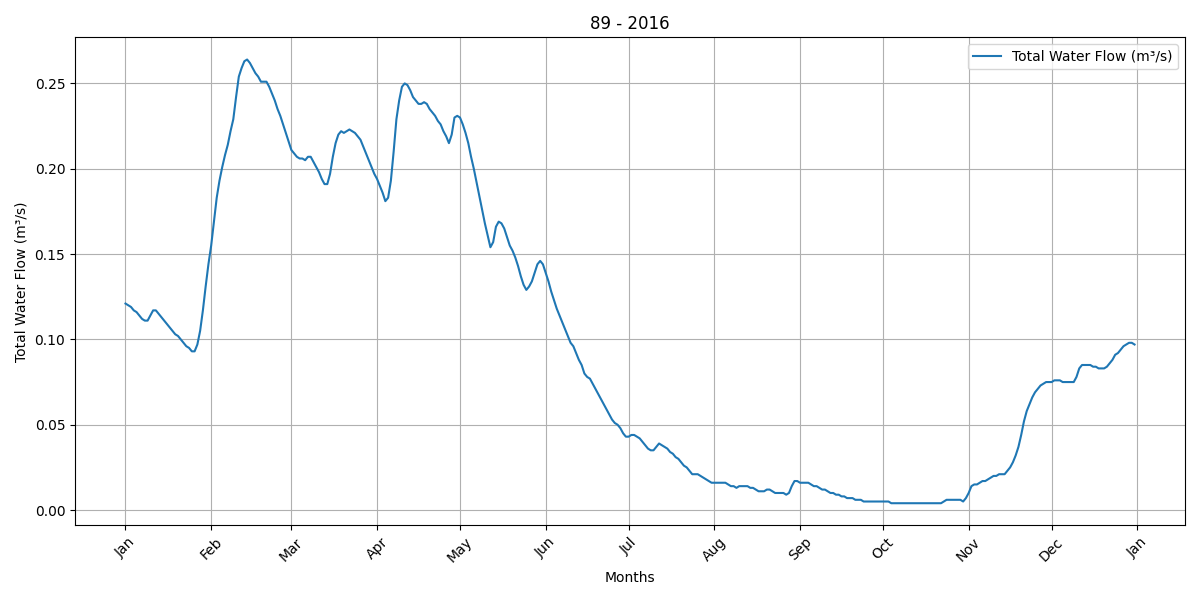 89 - 2016
Total Water Flow (m³/s)
Total Water Flow (m³/s)
0.25
0.20
0.15
0.10
0.05
0.00
Jan
Feb
Mar
Apr
May
Jun
Jul
Aug
Sep
Oct
Nov
Dec
Jan
Months